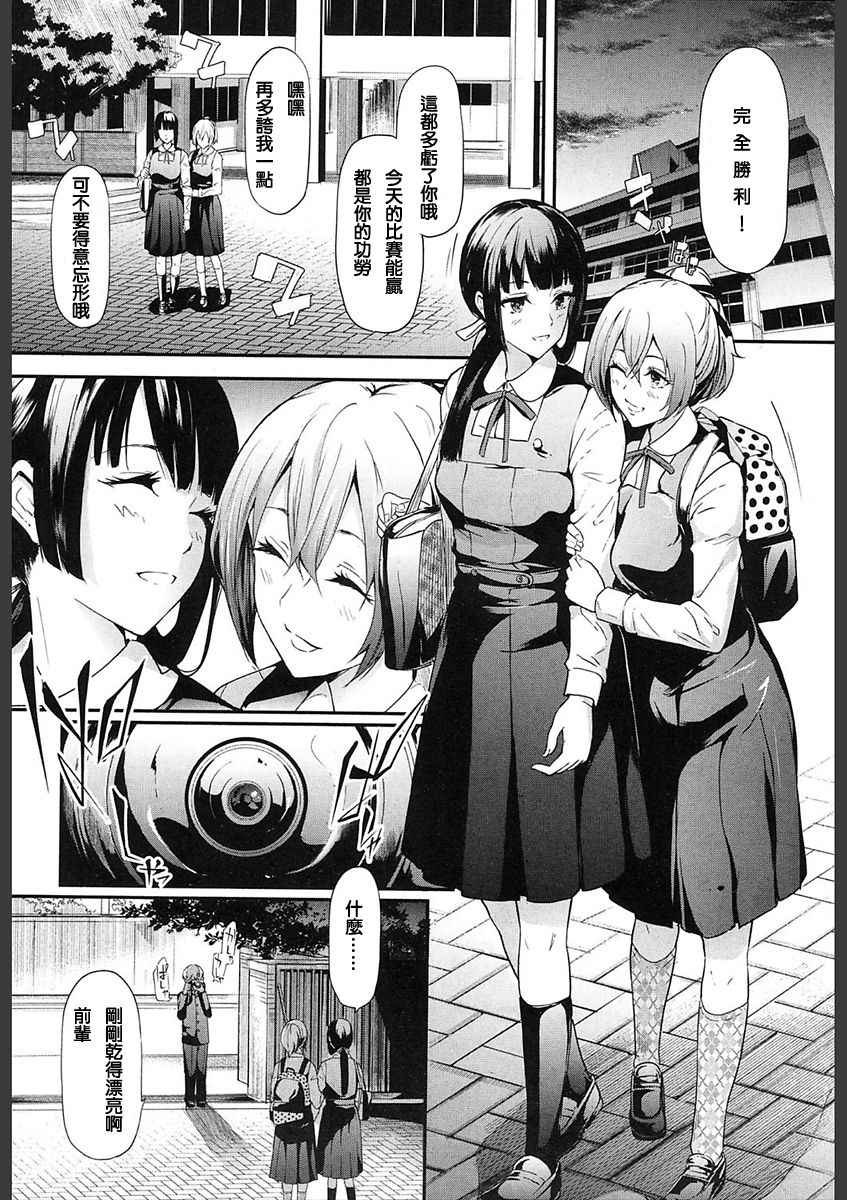 完全勝利！
這都多虧了你哦
今天的比賽能贏
都是你的功勞
嘿嘿
再多誇我一點
可不要得意忘形哦
什麼……
剛剛乾得漂亮啊
前輩